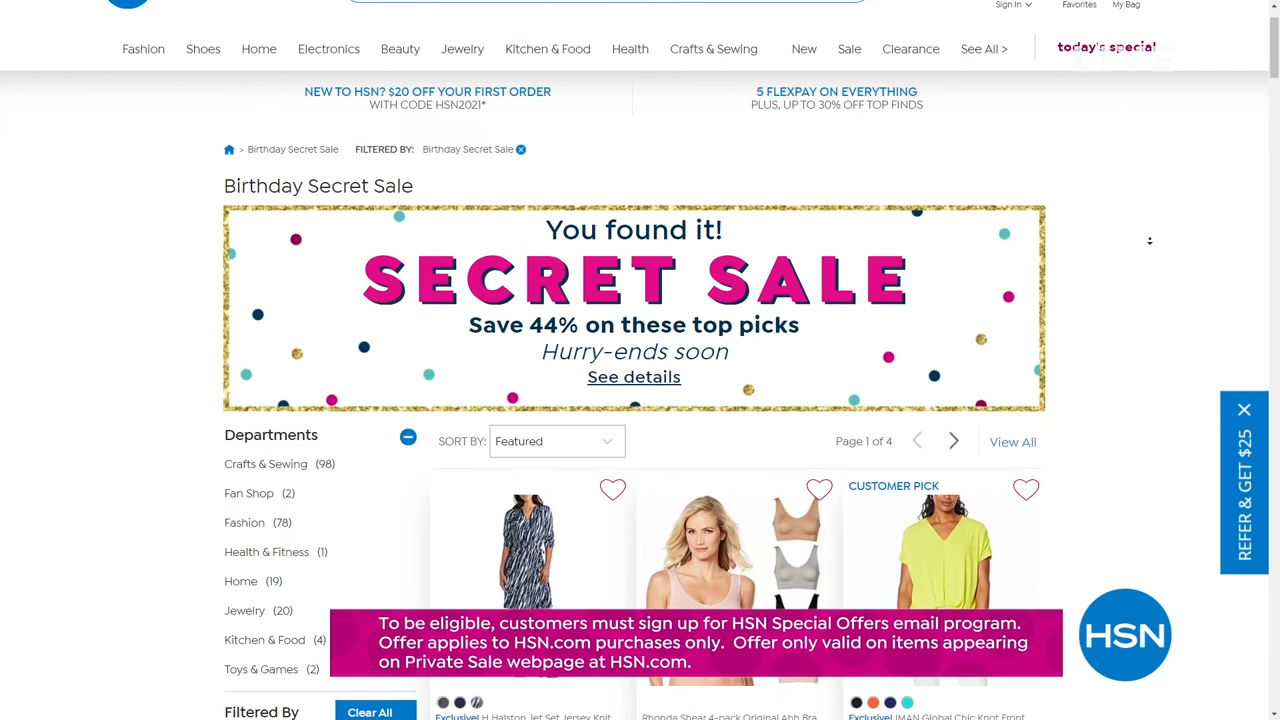 Sign In
Favorites
My Bag
Fashion Shoes Home Electronics Beauty Jewelry Kitchen & Food Health Crafts & Sewing New Sale Clearance See All >
today's special
LIVE
NEW TO HSN? $20 OFF YOUR FIRST ORDER
WITH CODE HSN2021*
5 FLEXPAY ON EVERYTHING
PLUS, UP TO 30% OFF TOP FINDS
> Birthday Secret Sale FILTERED BY: Birthday Secret Sale
Birthday Secret Sale
You found it!
SECRET SALE
Save 44% on these top picks
Hurry-ends soon
See details
REFER & GET $25
Departments
Crafts & Sewing (98)
Fan Shop (2)
Fashion (78)
Health & Fitness (1)
Home (19)
Jewelry (20)
Kitchen & Food (4)
Toys & Games (2)
Filtered By
Clear All
SORT BY: Featured
Page 1 of 4
View All
CUSTOMER PICK
To be eligible, customers must sign up for HSN Special Offers email program.
Offer applies to HSN.com purchases only. Offer only valid on items appearing
on Private Sale webpage at HSN.com.
HSN
Exclusive! H Halston Jet Set Jersey Knit
Rhonda Shear 4-pack Original Ahh Bra
Exclusive! IMAN Global Chic Knot Front